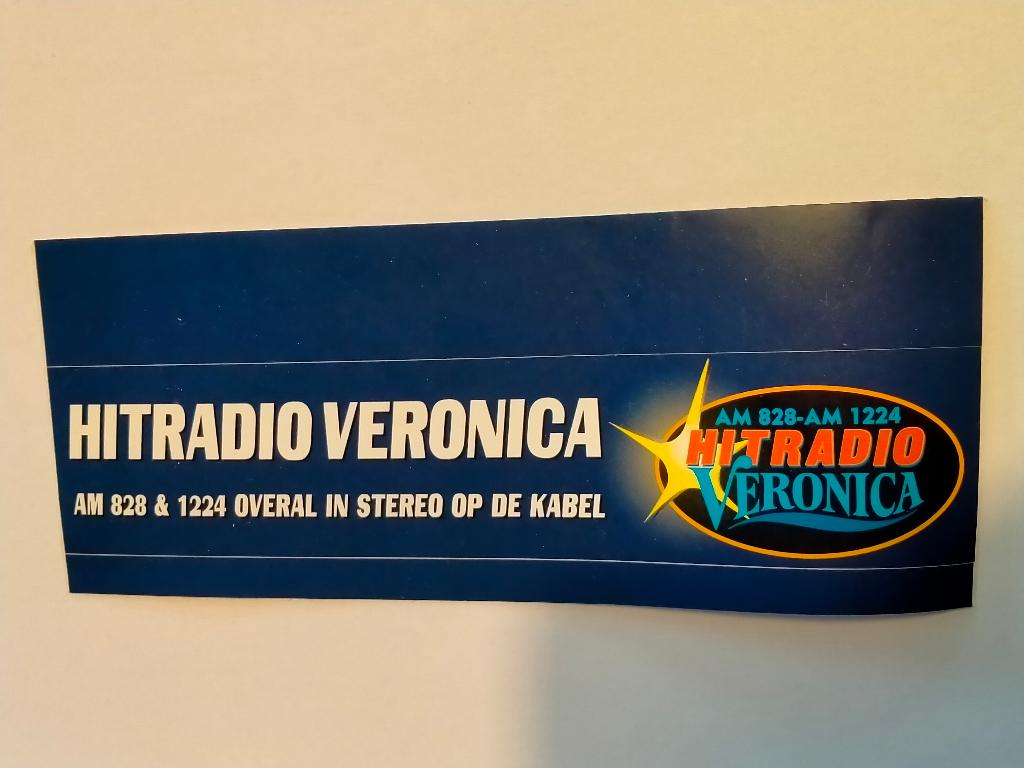 HITRADIO VERONICA
AM 828 & 1224 OVERAL IN STEREO OP DE KABEL
AM 828-AM 1224
HITRADIO
VERONICA